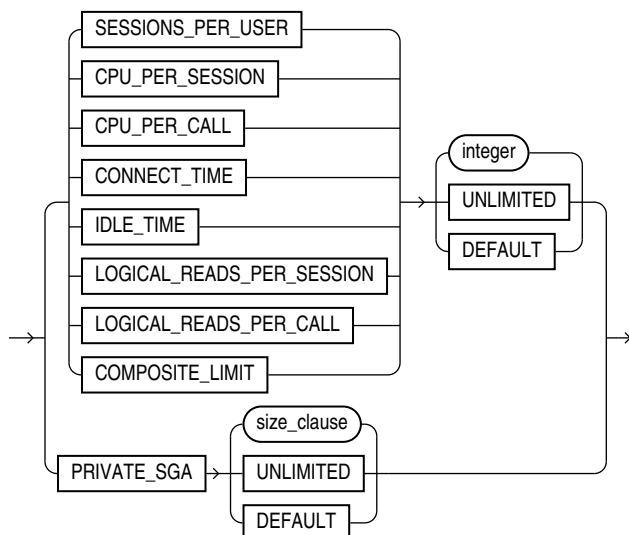 SESSIONS_PER_USER
CPU_PER_SESSION
CPU_PER_CALL
CONNECT_TIME
IDLE_TIME
LOGICAL_READS_PER_SESSION
LOGICAL_READS_PER_CALL
COMPOSITE_LIMIT
integer
UNLIMITED
DEFAULT
PRIVATE_SGA
size_clause
UNLIMITED
DEFAULT